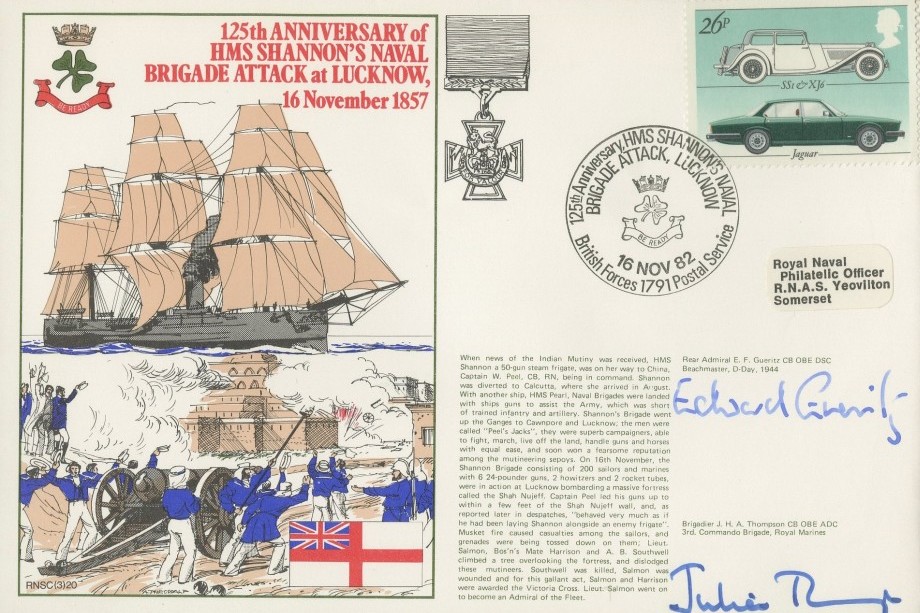 125th ANNIVERSARY of
HMS SHANNON'S NAVAL
BRIGADE ATTACK at LUCKNOW,
16 November 1857
BE READY
26P
SS1 & XJ6
Jaguar
125th Anniversary, HMS SHANNON'S NAVAL
BRIGADE ATTACK, LUCKNOW
BE READY
16 NOV 82
British Forces 1791 Postal Service
Royal Naval
Philatelic Officer
R.N.A.S. Yeovilton
Somerset
When news of the Indian Mutiny was received, HMS
Shannon a 50-gun steam frigate, was on her way to China,
Captain W. Peel, CB, RN, being in command. Shannon
was diverted to Calcutta, where she arrived in August.
With another ship, HMS Pearl, Naval Brigades were landed
with ships guns to assist the Army, which was short
of trained infantry and artillery. Shannon's Brigade went
up the Ganges to Cawnpore and Lucknow; the men were
called "Peel's Jacks", they were superb campaigners, able
to fight, march, live off the land, handle guns and horses
with equal ease, and soon won a fearsome reputation
among the mutineering sepoys. On 16th November, the
Shannon Brigade consisting of 200 sailors and marines
with 6 24-pounder guns, 2 howitzers and 2 rocket tubes,
were in action at Lucknow bombarding a massive fortress
called the Shah Nujeff. Captain Peel led his guns up to
within a few feet of the Shah Nujeff wall, and, as
reported later in despatches, "behaved very much as if
he had been laying Shannon alongside an enemy frigate".
Musket fire caused casualties among the sailors, and
grenades were being tossed down on them; Lieut.
Salmon, Bos'n's Mate Harrison and A. B. Southwell
climbed a tree overlooking the fortress, and dislodged
these mutineers. Southwell was killed, Salmon was
wounded and for this gallant act, Salmon and Harrison
were awarded the Victoria Cross. Lieut. Salmon went on
to become an Admiral of the Fleet.
Rear Admiral E. F. Gueritz CB OBE DSC
Beachmaster, D-Day, 1944
Edward Gueritz
Brigadier J. H. A. Thompson CB OBE ADC
3rd. Commando Brigade, Royal Marines
RNSC(3)20